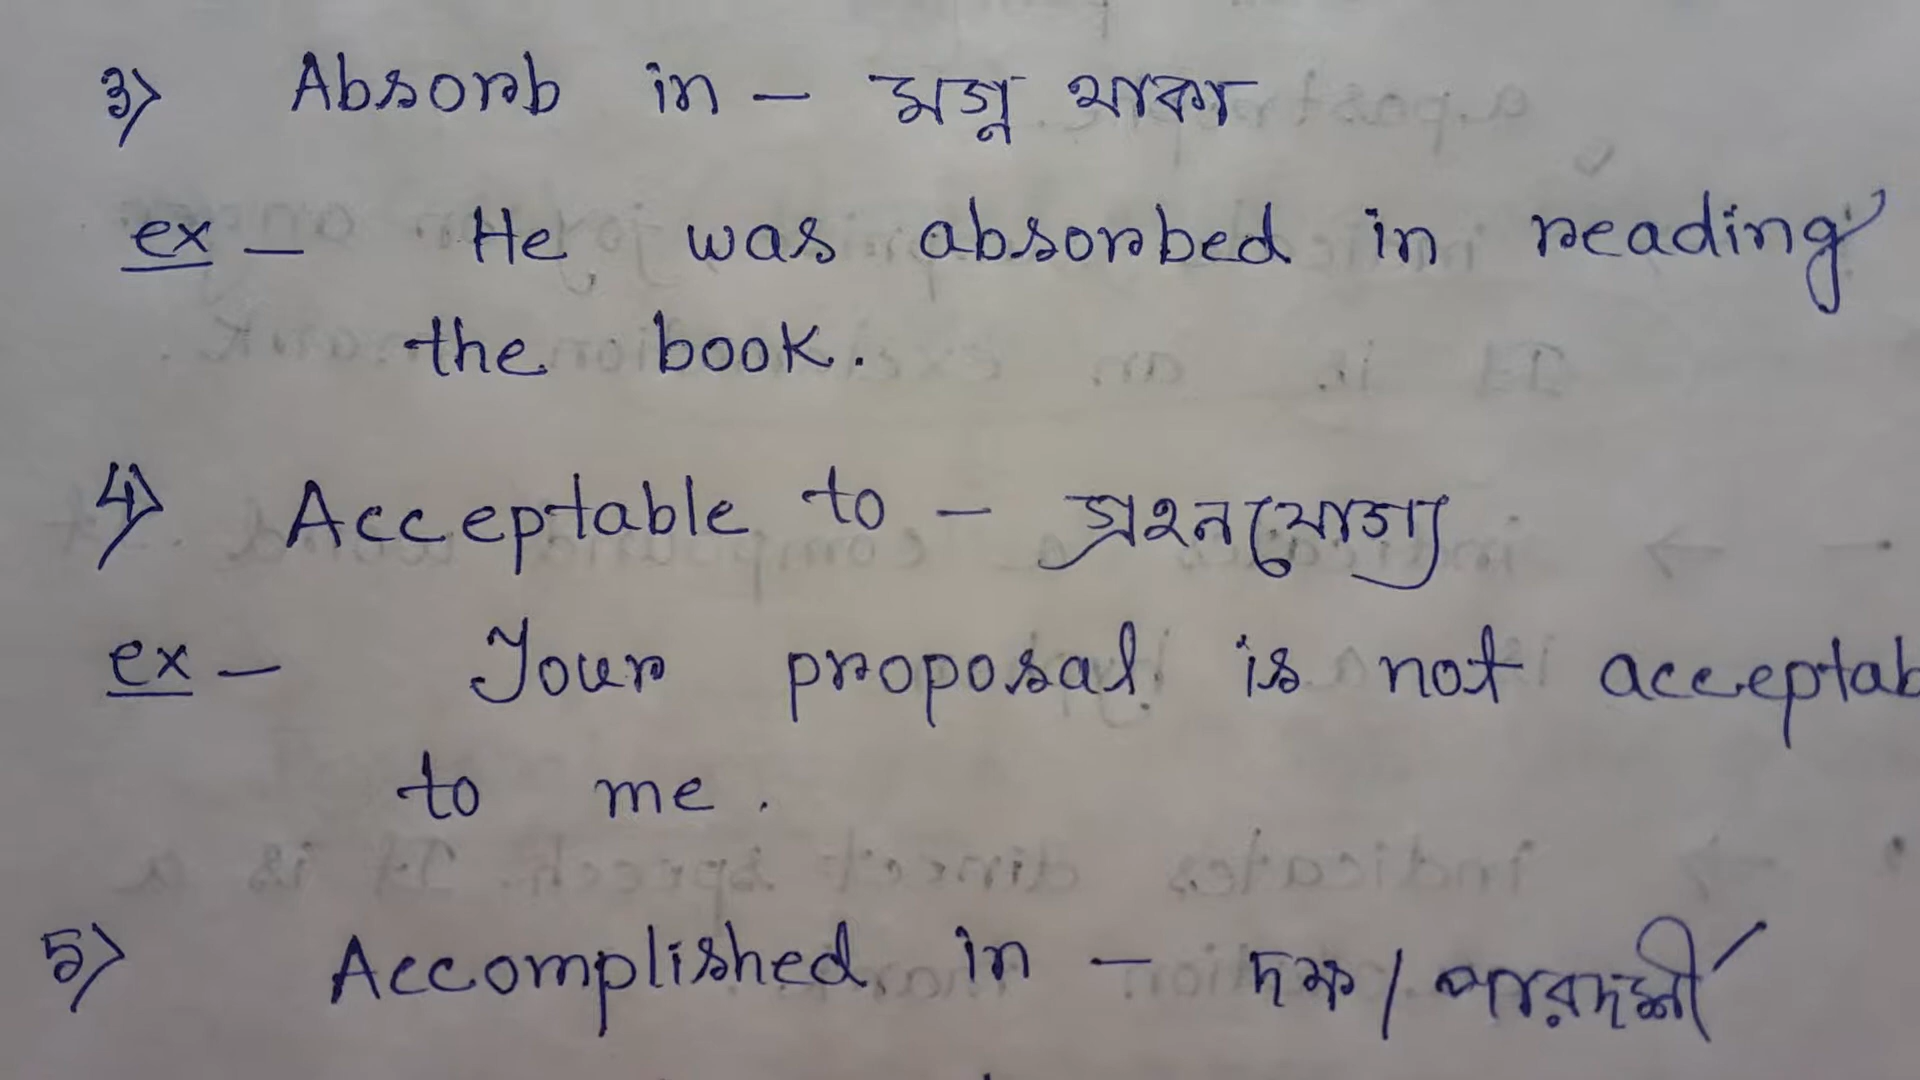 3) Absorb in – মগ্ন থাকা
ex – He was absorbed in reading
the book.
4) Acceptable to – গ্রহনযোগ্য
ex – Your proposal is not acceptab
to me.
5) Accomplished in – দক্ষ / পারদর্শী